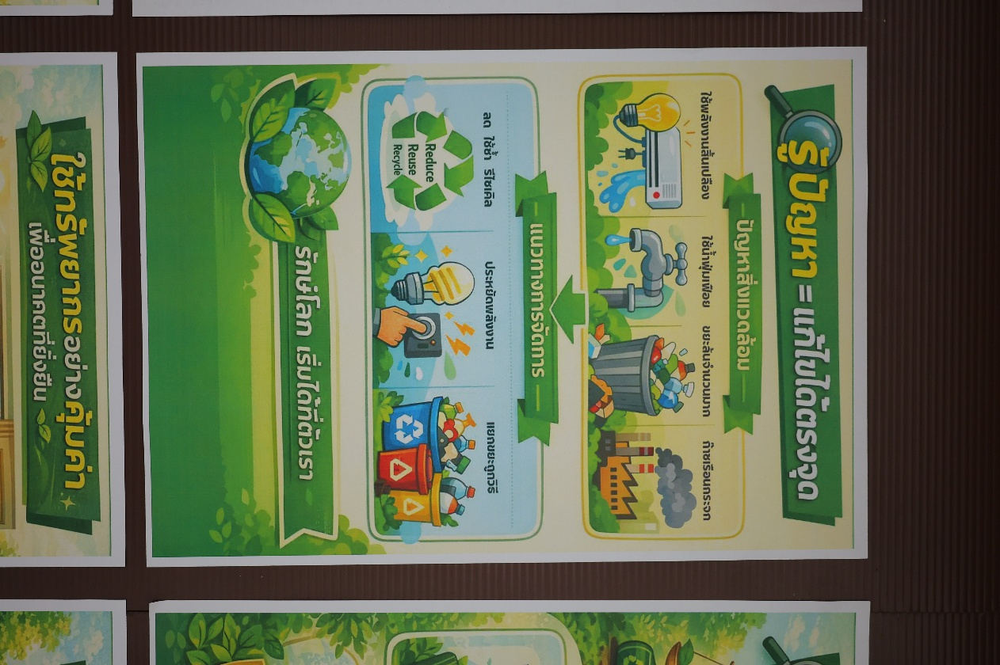 รู้ปัญหา = แก้ไขได้ตรงจุด
ปัญหาสิ่งแวดล้อม
ใช้พลังงานสิ้นเปลือง
ใช้น้ำฟุ่มเฟือย
ขยะล้นจำนวนมาก
ก๊าซเรือนกระจก
แนวทางการจัดการ
ลด ใช้ซ้ำ รีไซเคิล
Reduce
Reuse
Recycle
ประหยัดพลังงาน
แยกขยะถูกวิธี
รักษ์โลก เริ่มได้ที่ตัวเรา
ใช้ทรัพยากรอย่างคุ้มค่า
เพื่ออนาคตที่ยั่งยืน